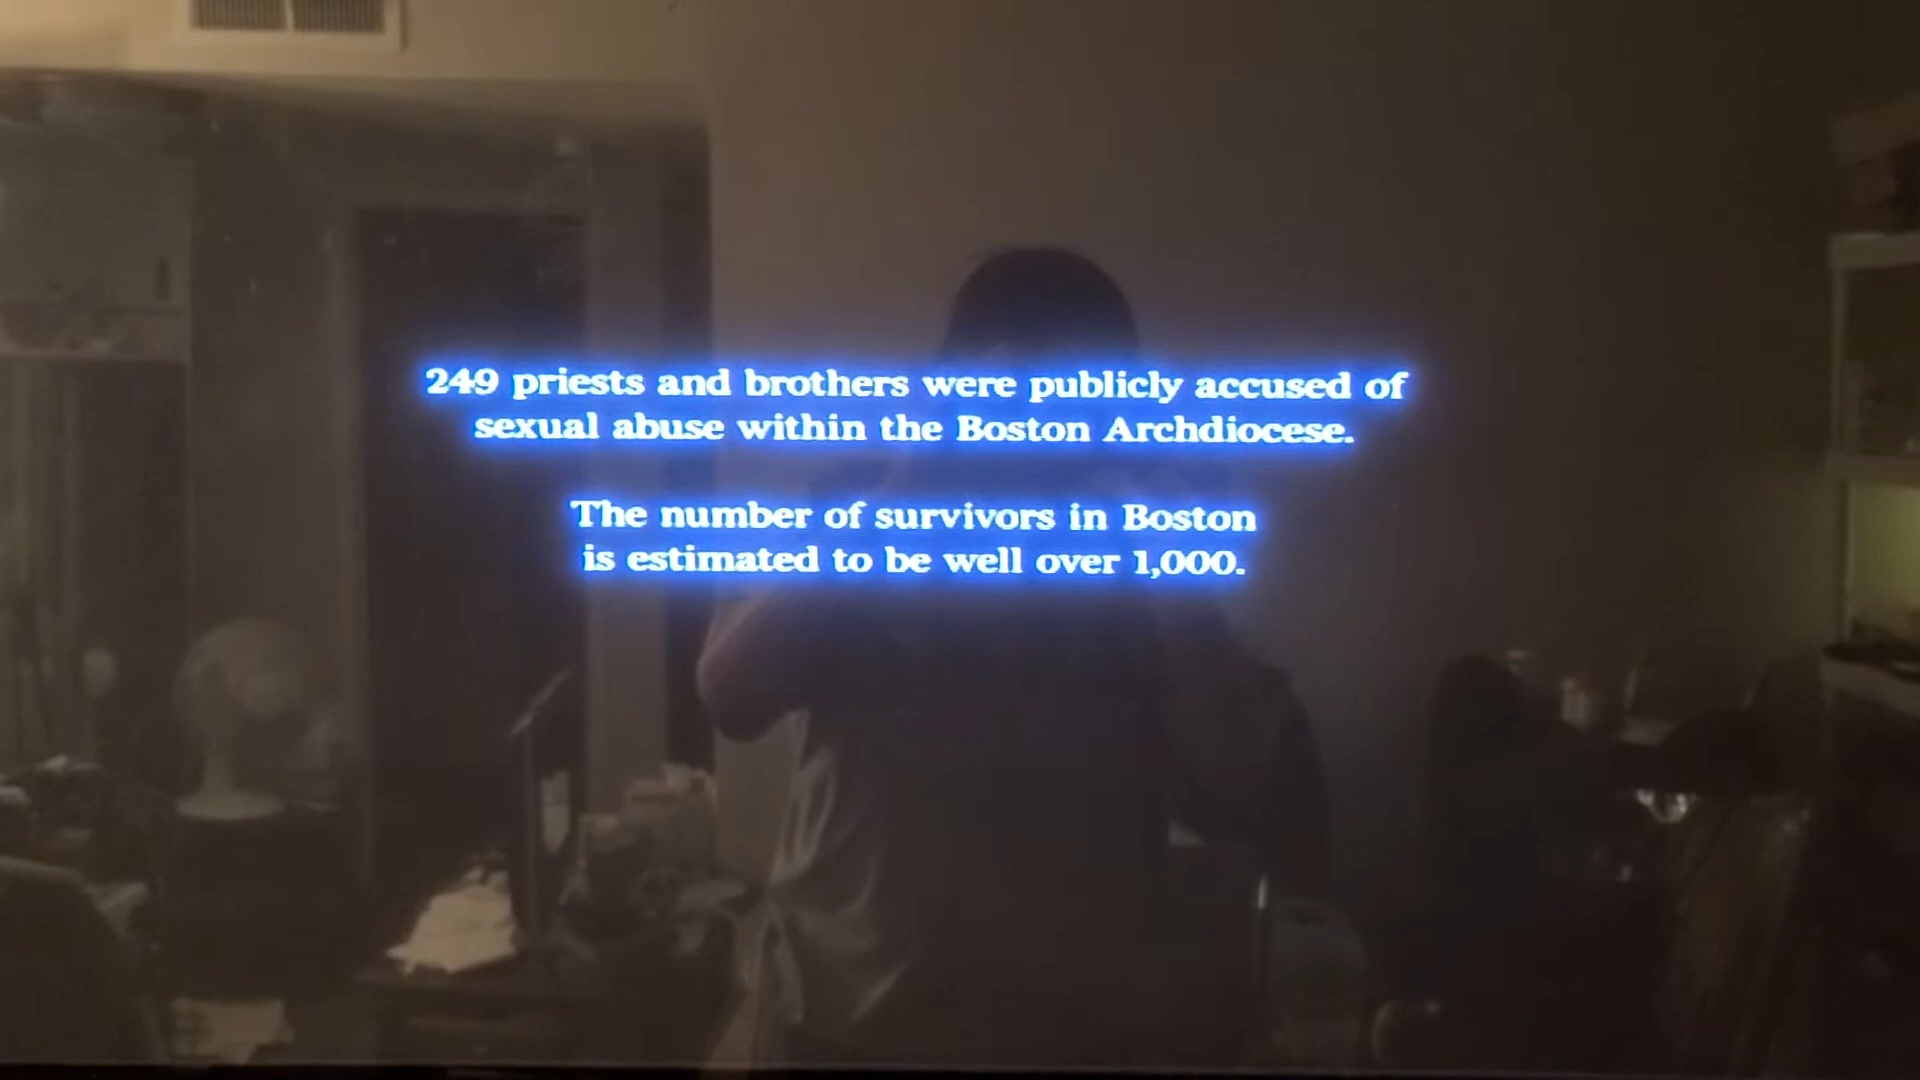 249 priests and brothers were publicly accused of
sexual abuse within the Boston Archdiocese.
The number of survivors in Boston
is estimated to be well over 1,000.